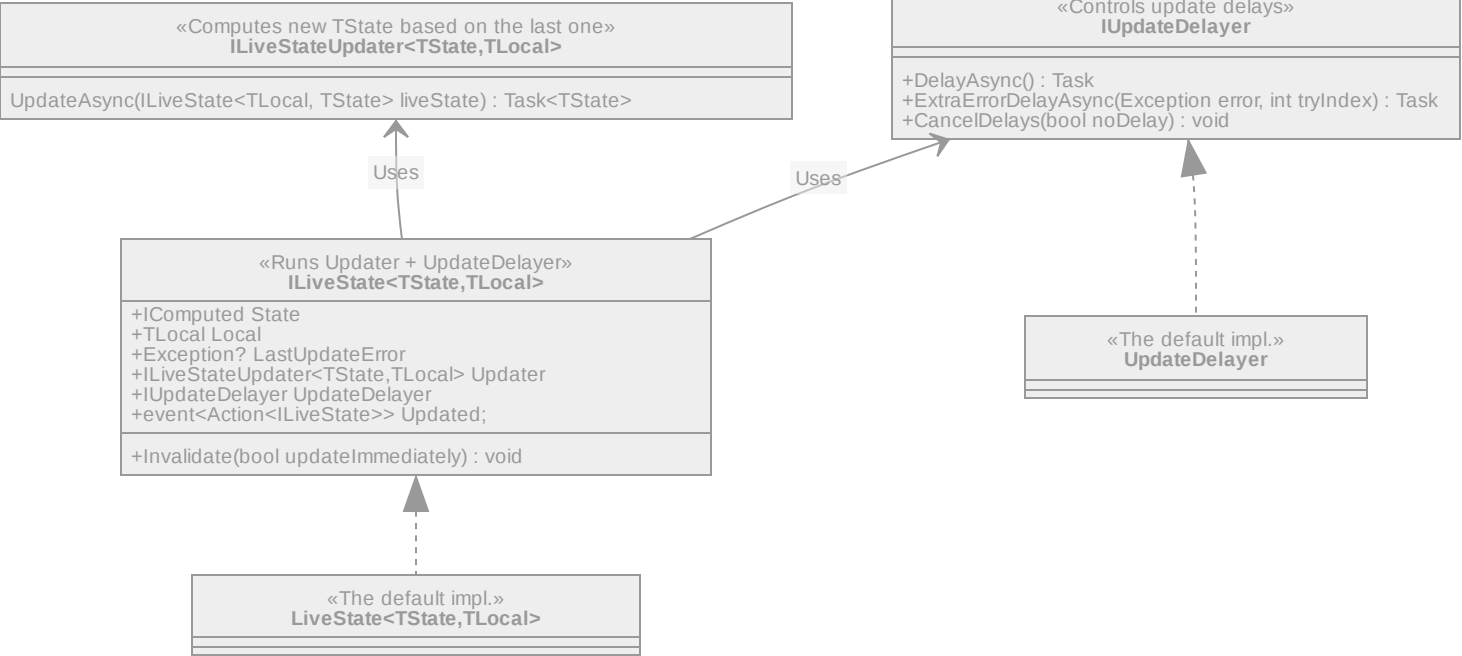 «Computes new TState based on the last one»
ILiveStateUpdater<TState,TLocal>
UpdateAsync(ILiveState<TLocal, TState> liveState) : Task<TState>
«Controls update delays»
IUpdateDelayer
+DelayAsync() : Task
+ExtraErrorDelayAsync(Exception error, int tryIndex) : Task
+CancelDelays(bool noDelay) : void
Uses
Uses
«Runs Updater + UpdateDelayer»
ILiveState<TState,TLocal>
+IComputed State
+TLocal Local
+Exception? LastUpdateError
+ILiveStateUpdater<TState,TLocal> Updater
+IUpdateDelayer UpdateDelayer
+event<Action<ILiveState>> Updated;
+Invalidate(bool updateImmediately) : void
«The default impl.»
UpdateDelayer
«The default impl.»
LiveState<TState,TLocal>